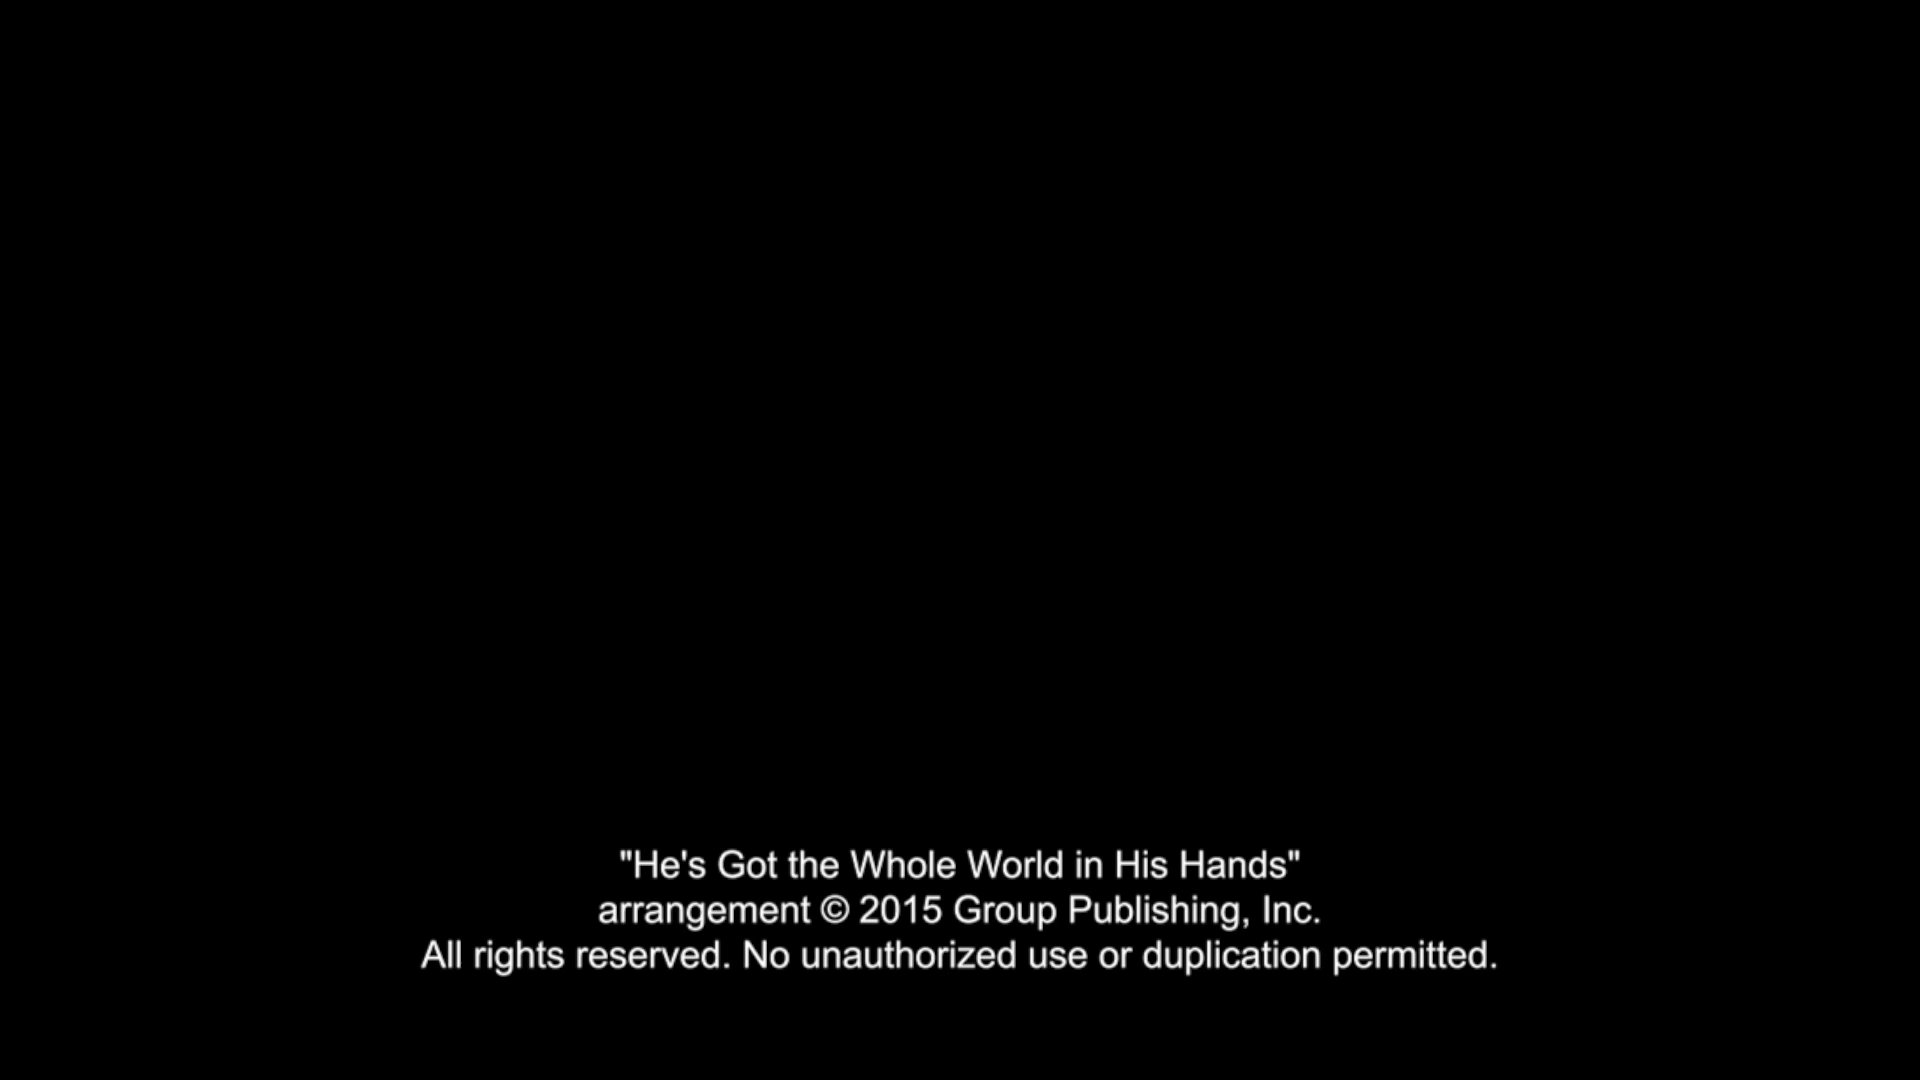 "He's Got the Whole World in His Hands"
arrangement © 2015 Group Publishing, Inc.
All rights reserved. No unauthorized use or duplication permitted.